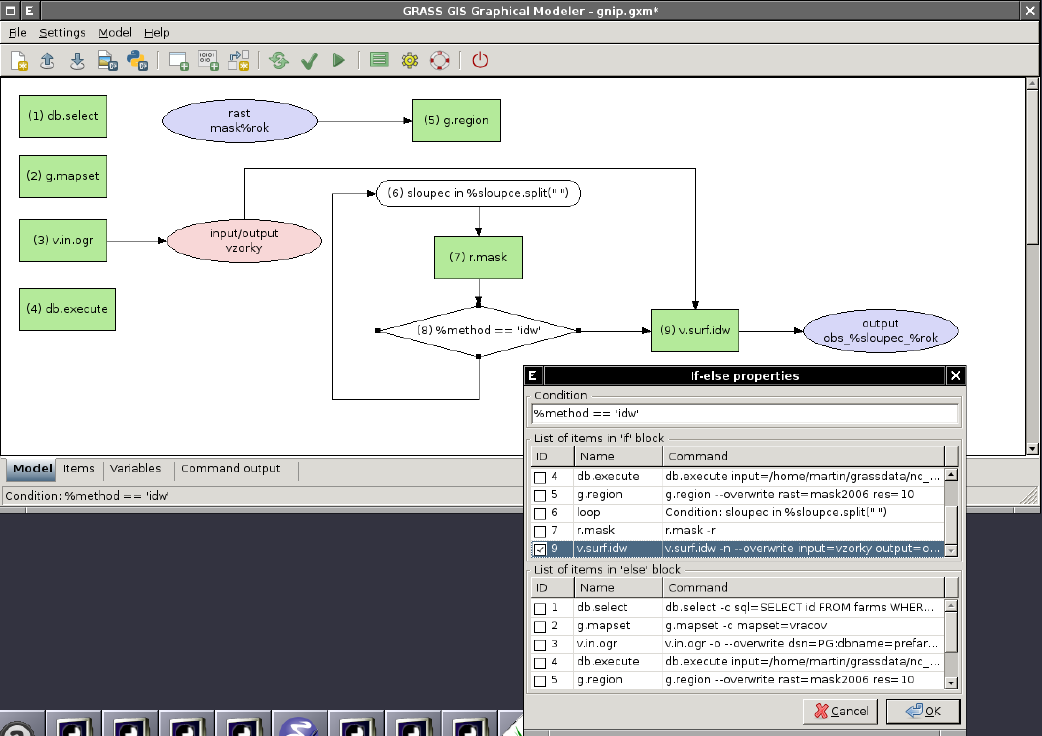 E
GRASS GIS Graphical Modeler - gnip.gxm*
File Settings Model Help
(1) db.select
rast
mask%rok
(5) g.region
(2) g.mapset
(6) sloupec in %sloupce.split(" ")
(3) v.in.ogr
input/output
vzorky
(7) r.mask
(4) db.execute
(8) %method == 'idw'
(9) v.surf.idw
output
obs_%sloupec_%rok
Model Items Variables Command output
Condition: %method == 'idw'
E
If-else properties
Condition
%method == 'idw'
List of items in 'if' block
ID Name Command
4 db.execute db.execute input=/home/martin/grassdata/nc_...
5 g.region g.region --overwrite rast=mask2006 res=10
6 loop Condition: sloupec in %sloupce.split(" ")
7 r.mask r.mask -r
9 v.surf.idw v.surf.idw -n --overwrite input=vzorky output=o...
List of items in 'else' block
ID Name Command
1 db.select db.select -c sql=SELECT id FROM farms WHER...
2 g.mapset g.mapset -c mapset=vracov
3 v.in.ogr v.in.ogr -o --overwrite dsn=PG:dbname=prefar...
4 db.execute db.execute input=/home/martin/grassdata/nc_...
5 g.region g.region --overwrite rast=mask2006 res=10
Cancel OK